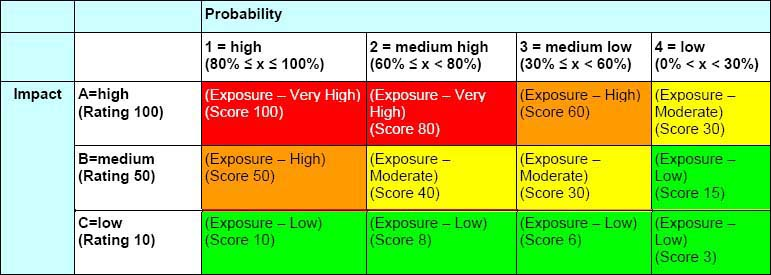 Probability
1 = high
(80% ≤ x ≤ 100%)
2 = medium high
(60% ≤ x < 80%)
3 = medium low
(30% ≤ x < 60%)
4 = low
(0% < x < 30%)
Impact
A=high
(Rating 100)
(Exposure – Very High)
(Score 100)
(Exposure – Very
High)
(Score 80)
(Exposure – High)
(Score 60)
(Exposure –
Moderate)
(Score 30)
B=medium
(Rating 50)
(Exposure – High)
(Score 50)
(Exposure –
Moderate)
(Score 40)
(Exposure –
Moderate)
(Score 30)
(Exposure –
Low)
(Score 15)
C=low
(Rating 10)
(Exposure – Low)
(Score 10)
(Exposure – Low)
(Score 8)
(Exposure – Low)
(Score 6)
(Exposure –
Low)
(Score 3)